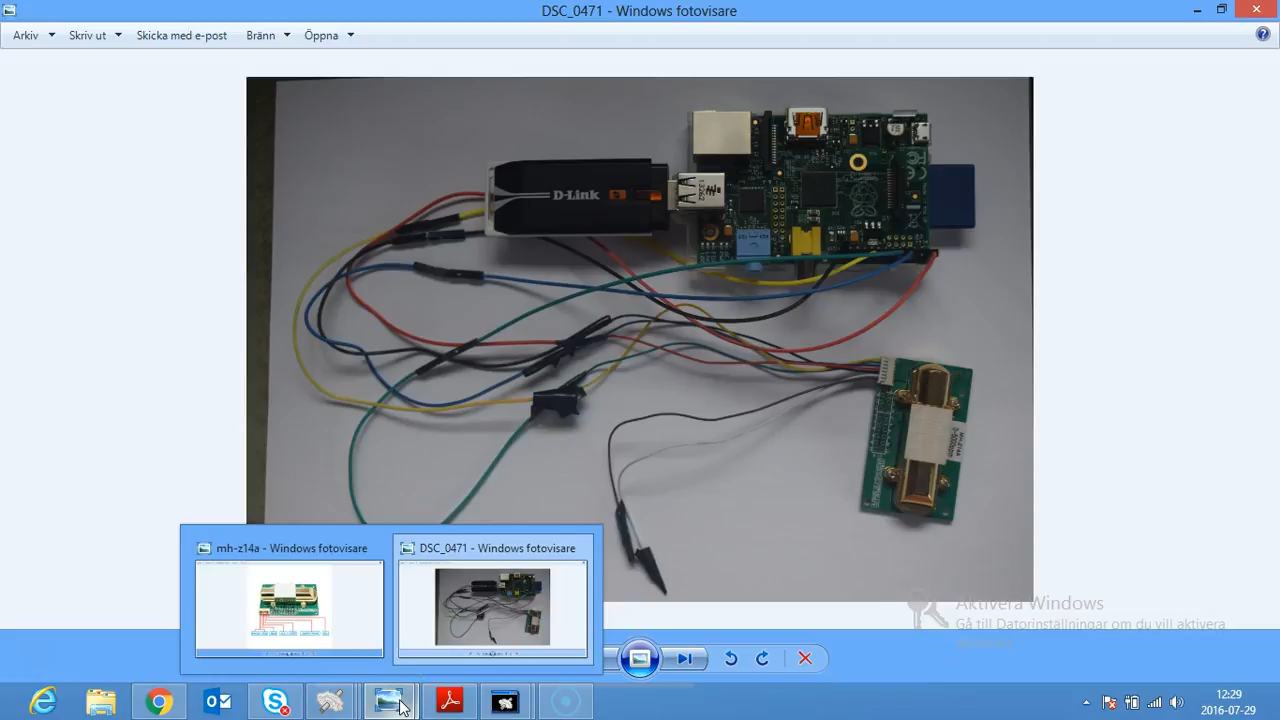 DSC_0471 - Windows fotovisare
Arkiv
Skriv ut
Skicka med e-post
Bränn
Öppna
D-Link
mh-z14a - Windows fotovisare
DSC_0471 - Windows fotovisare
Aktivera Windows
Gå till Datorinställningar om du vill aktivera
12:29
2016-07-29